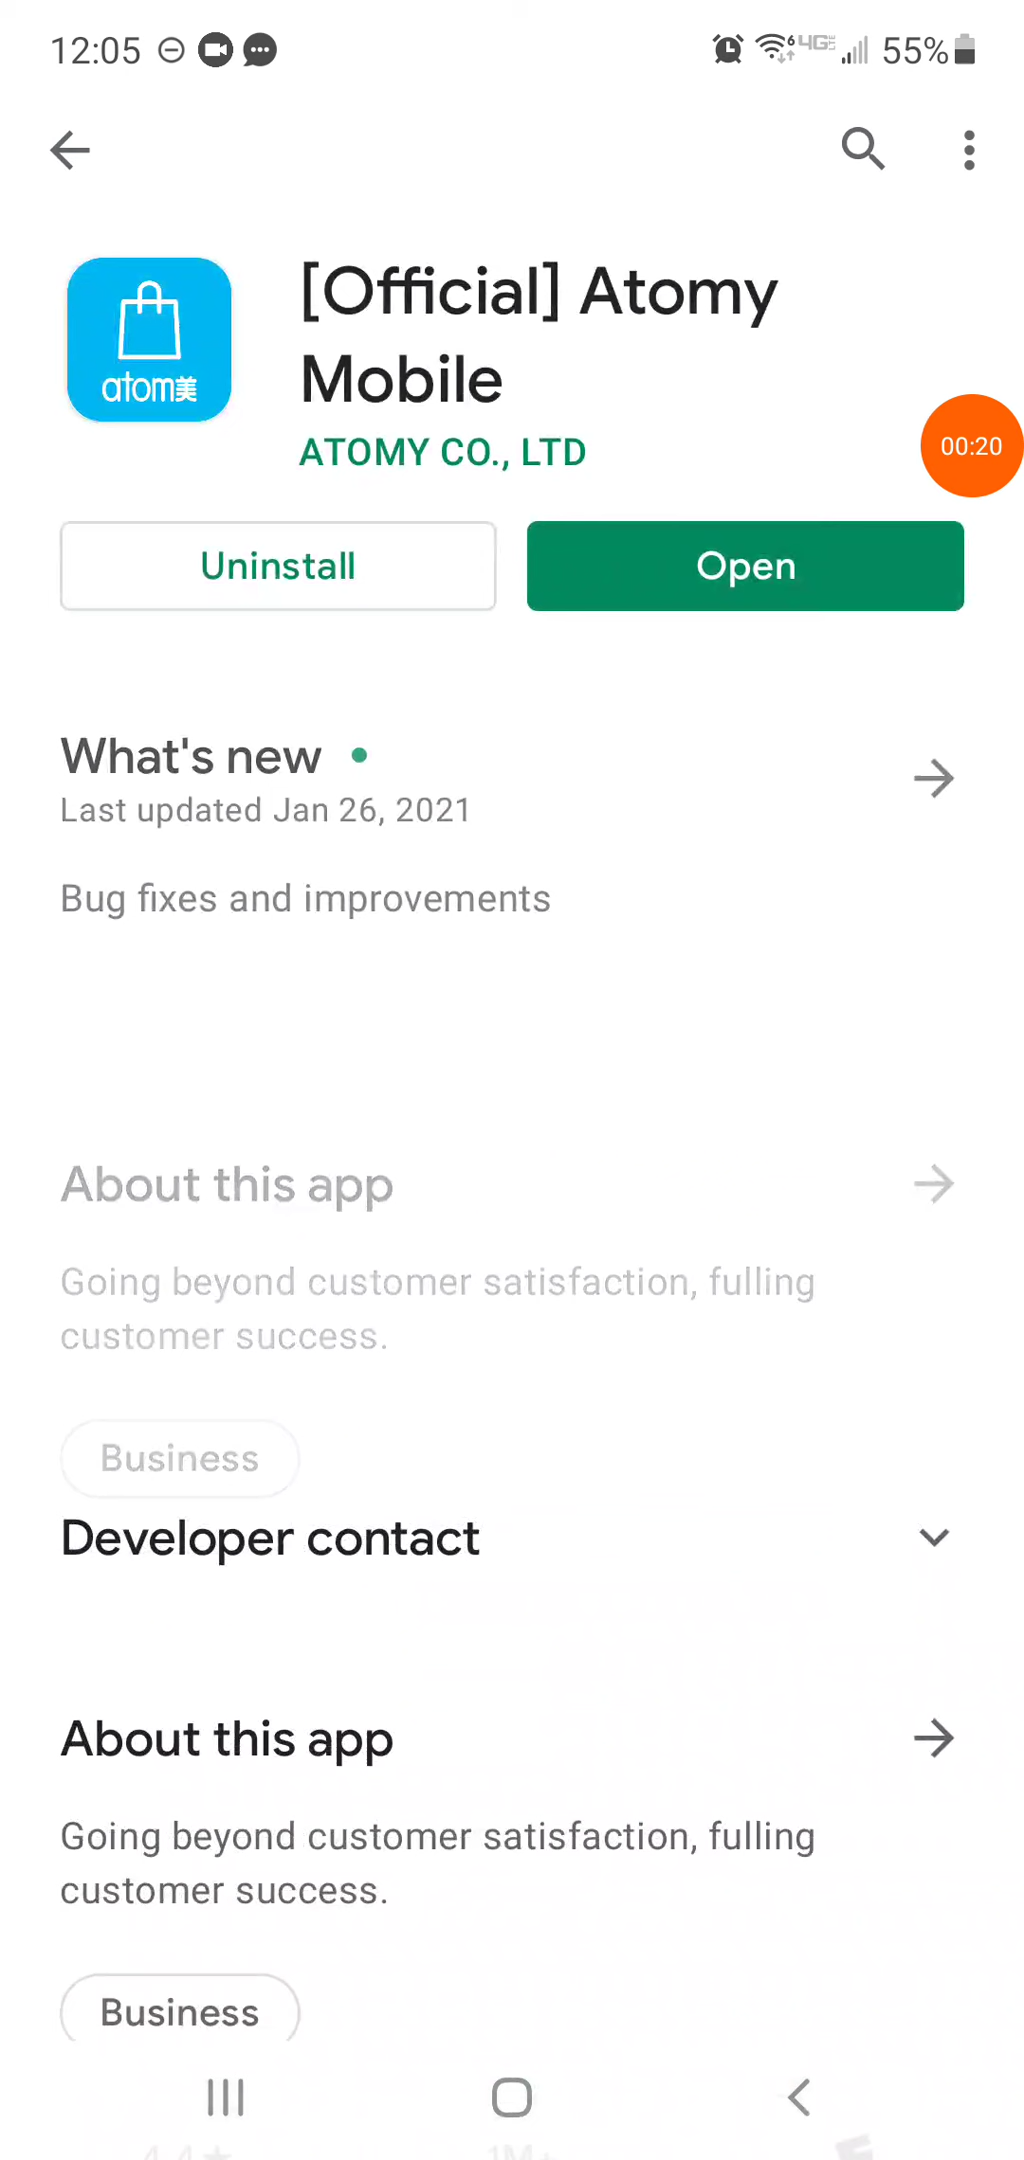 12:05
4G
55%
[Official] Atomy
Mobile
atom美
ATOMY CO., LTD
00:20
Uninstall
Open
What's new
Last updated Jan 26, 2021
Bug fixes and improvements
About this app
Going beyond customer satisfaction, fulling
customer success.
Business
Developer contact
About this app
Going beyond customer satisfaction, fulling
customer success.
Business